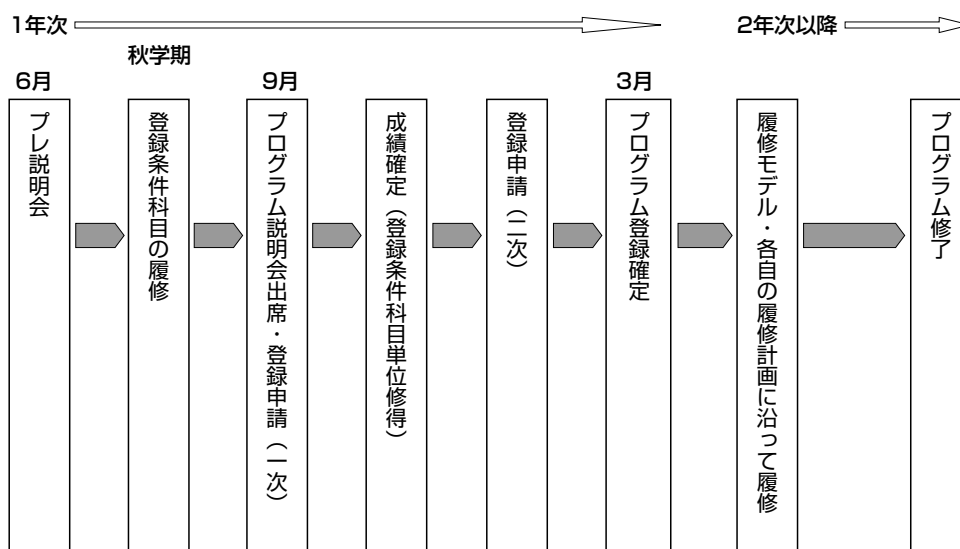 1年次
2年次以降
秋学期
6月
9月
3月
プレ説明会
登録条件科目の履修
プログラム説明会出席・登録申請（一次）
成績確定（登録条件科目単位修得）
登録申請（二次）
プログラム登録確定
履修モデル・各自の履修計画に沿って履修
プログラム修了